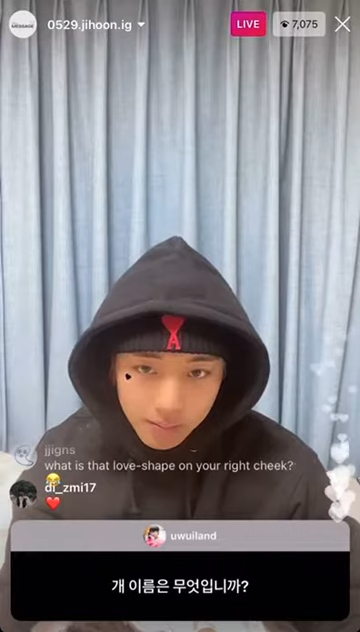 0529.jihoon.ig
LIVE
7,075
A
jjigns
what is that love-shape on your right cheek?
di_zmi17
uwuiland
개 이름은 무엇입니까?